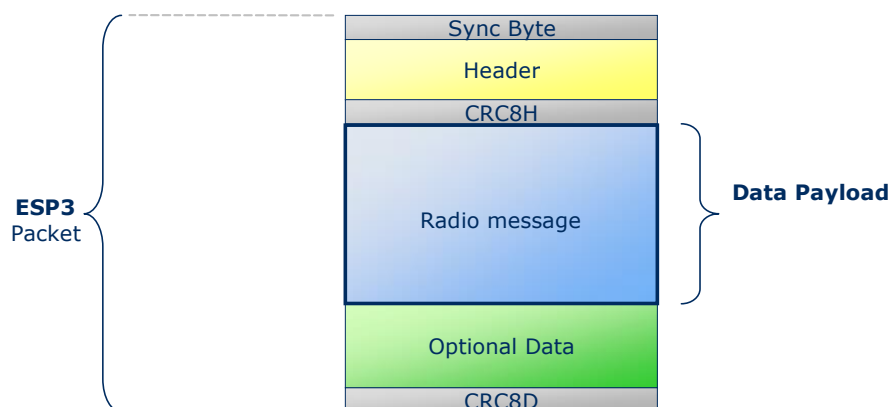 Sync Byte
Header
CRC8H
Radio message
Data Payload
ESP3
Packet
Optional Data
CRC8D